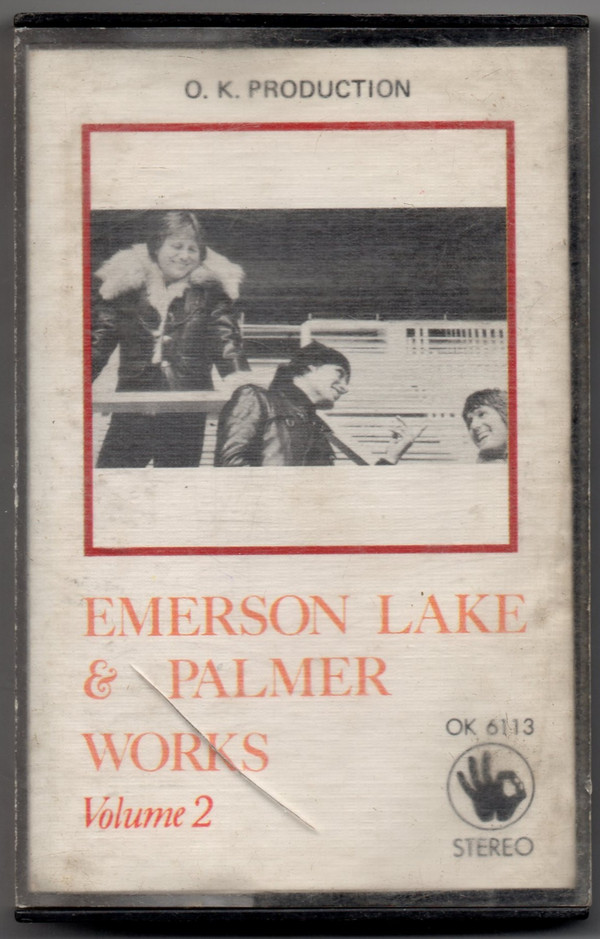 O. K. PRODUCTION
EMERSON LAKE
& PALMER
WORKS
Volume 2
OK 6113
STEREO